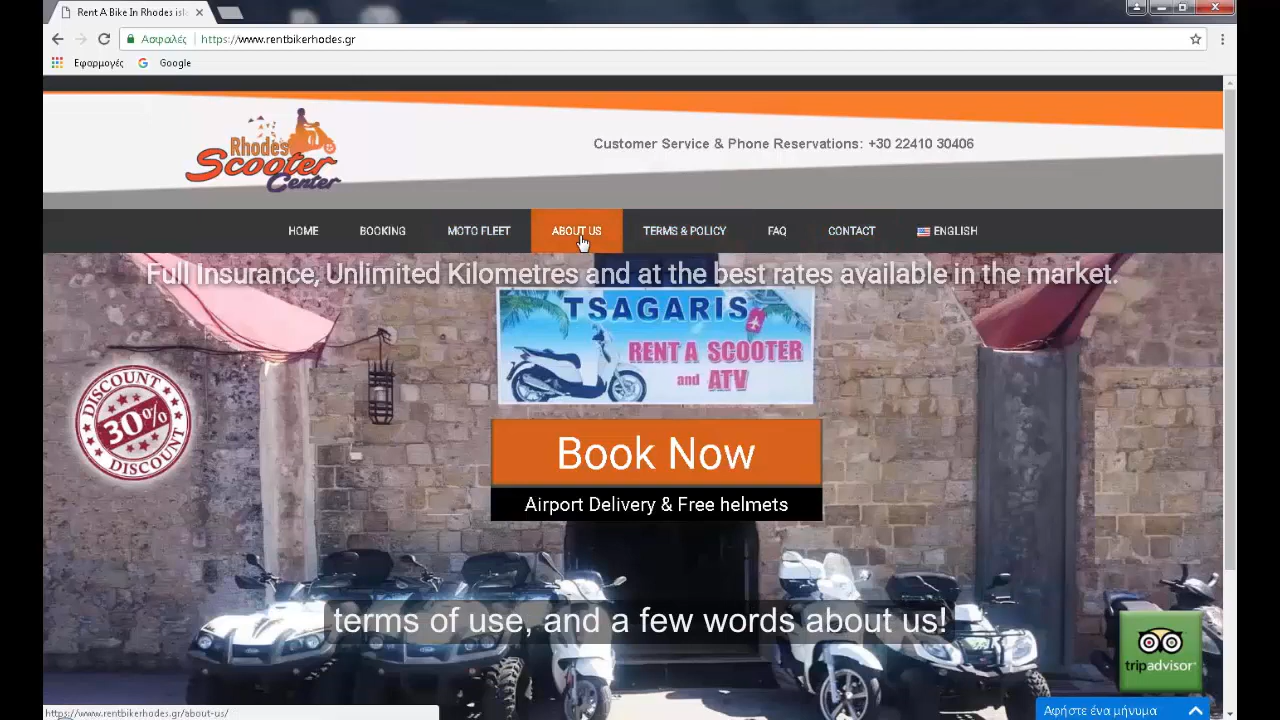 Rent A Bike In Rhodes isl
Ασφαλές
https://www.rentbikerhodes.gr
Εφαρμογές
Google
Rhodes
Scooter
Center
Customer Service & Phone Reservations: +30 22410 30406
HOME
BOOKING
MOTO FLEET
ABOUT US
TERMS & POLICY
FAQ
CONTACT
ENGLISH
Full Insurance, Unlimited Kilometres and at the best rates available in the market.
TSAGARIS
RENT A SCOOTER
and ATV
DISCOUNT
30%
DISCOUNT
Book Now
Airport Delivery & Free helmets
terms of use, and a few words about us!
tripadvisor
https://www.rentbikerhodes.gr/about-us/
Αφήστε ένα μήνυμα